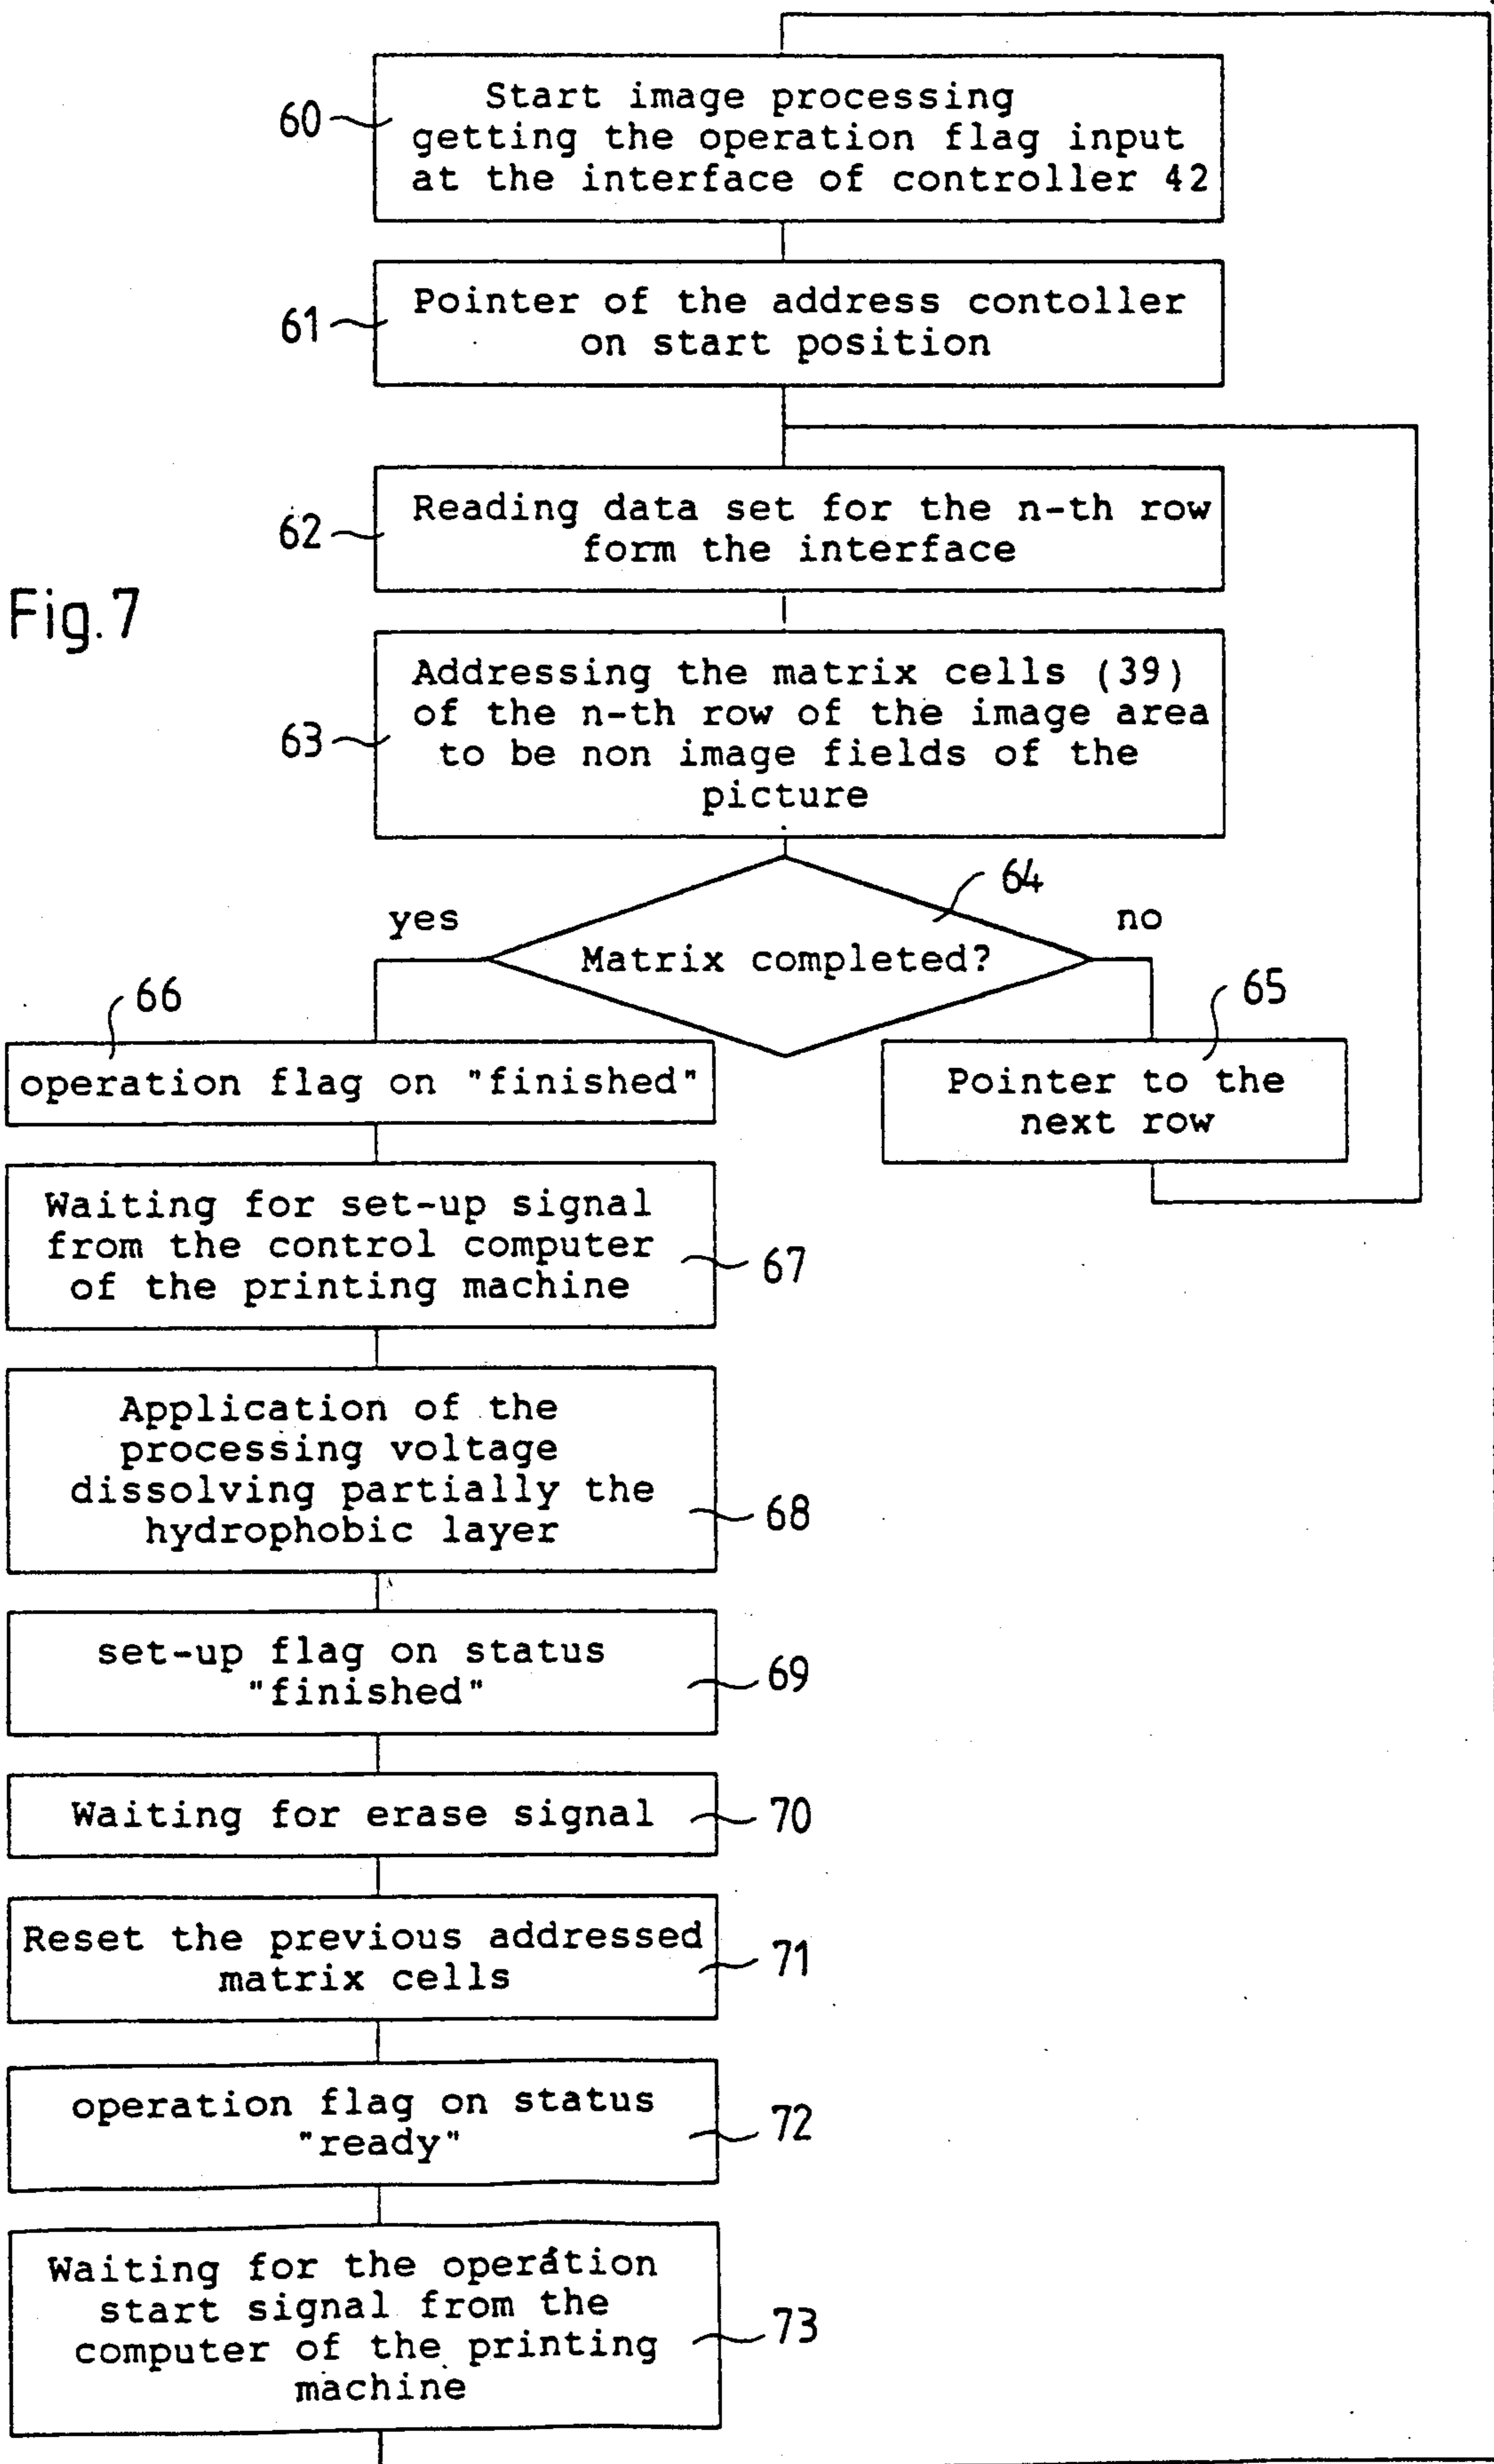 60
Start image processing
getting the operation flag input
at the interface of controller 42
61
Pointer of the address contoller
on start position
62
Reading data set for the n-th row
form the interface
Fig.7
63
Addressing the matrix cells (39)
of the n-th row of the image area
to be non image fields of the
picture
64
yes
no
Matrix completed?
66
65
operation flag on "finished"
Pointer to the
next row
Waiting for set-up signal
from the control computer
of the printing machine
67
Application of the
processing voltage
dissolving partially the
hydrophobic layer
68
set-up flag on status
"finished"
69
Waiting for erase signal
70
Reset the previous addressed
matrix cells
71
operation flag on status
"ready"
72
Waiting for the operation
start signal from the
computer of the printing
machine
73